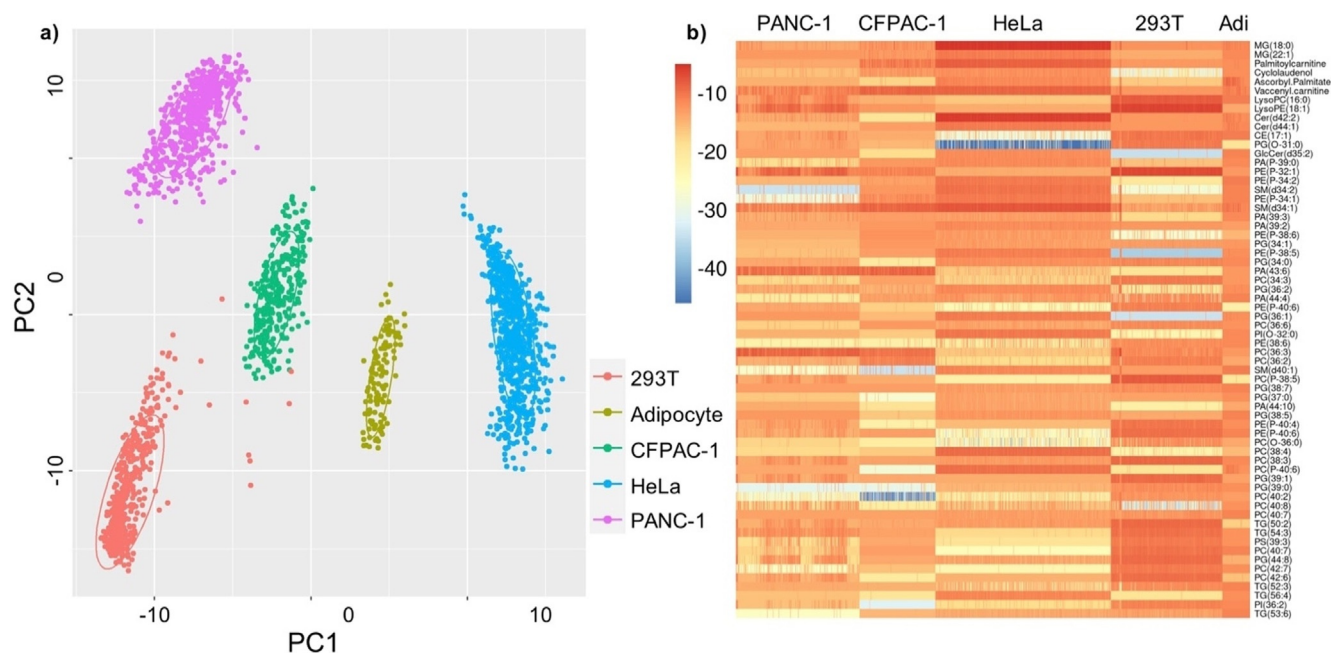 a)
10
0
-10
PC2
-10
0
10
PC1
293T
Adipocyte
CFPAC-1
HeLa
PANC-1
b)
PANC-1 CFPAC-1 HeLa 293T Adi
-10
-20
-30
-40
MG(18:0)
MG(22:1)
Palmitoylcarnitine
Cyclolaudenol
Ascorbyl.Palmitate
Vaccenyl.carnitine
LysoPC(16:0)
LysoPE(18:1)
Cer(d42:2)
Cer(d44:1)
CE(17:1)
PG(O-31:0)
GlcCer(d35:2)
PA(P-39:0)
PE(P-32:1)
PE(P-34:2)
SM(d34:2)
PE(P-34:1)
SM(d34:1)
PA(39:3)
PA(39:2)
PE(P-38:6)
PG(34:1)
PE(P-38:5)
PG(34:0)
PA(43:6)
PC(34:3)
PG(36:2)
PA(44:4)
PE(P-40:6)
PG(36:1)
PC(36:6)
PI(O-32:0)
PE(38:6)
PC(36:3)
PC(36:2)
SM(d40:1)
PC(P-38:5)
PG(38:7)
PG(37:0)
PA(44:10)
PG(38:5)
PE(P-40:4)
PE(P-40:6)
PC(O-36:0)
PC(38:4)
PC(38:3)
PC(P-40:6)
PG(39:1)
PG(39:0)
PC(40:2)
PC(40:8)
PC(40:7)
TG(50:2)
TG(54:3)
PS(39:3)
PC(40:7)
PG(44:8)
PC(42:7)
PC(42:6)
TG(52:3)
TG(56:4)
PI(36:2)
TG(53:6)